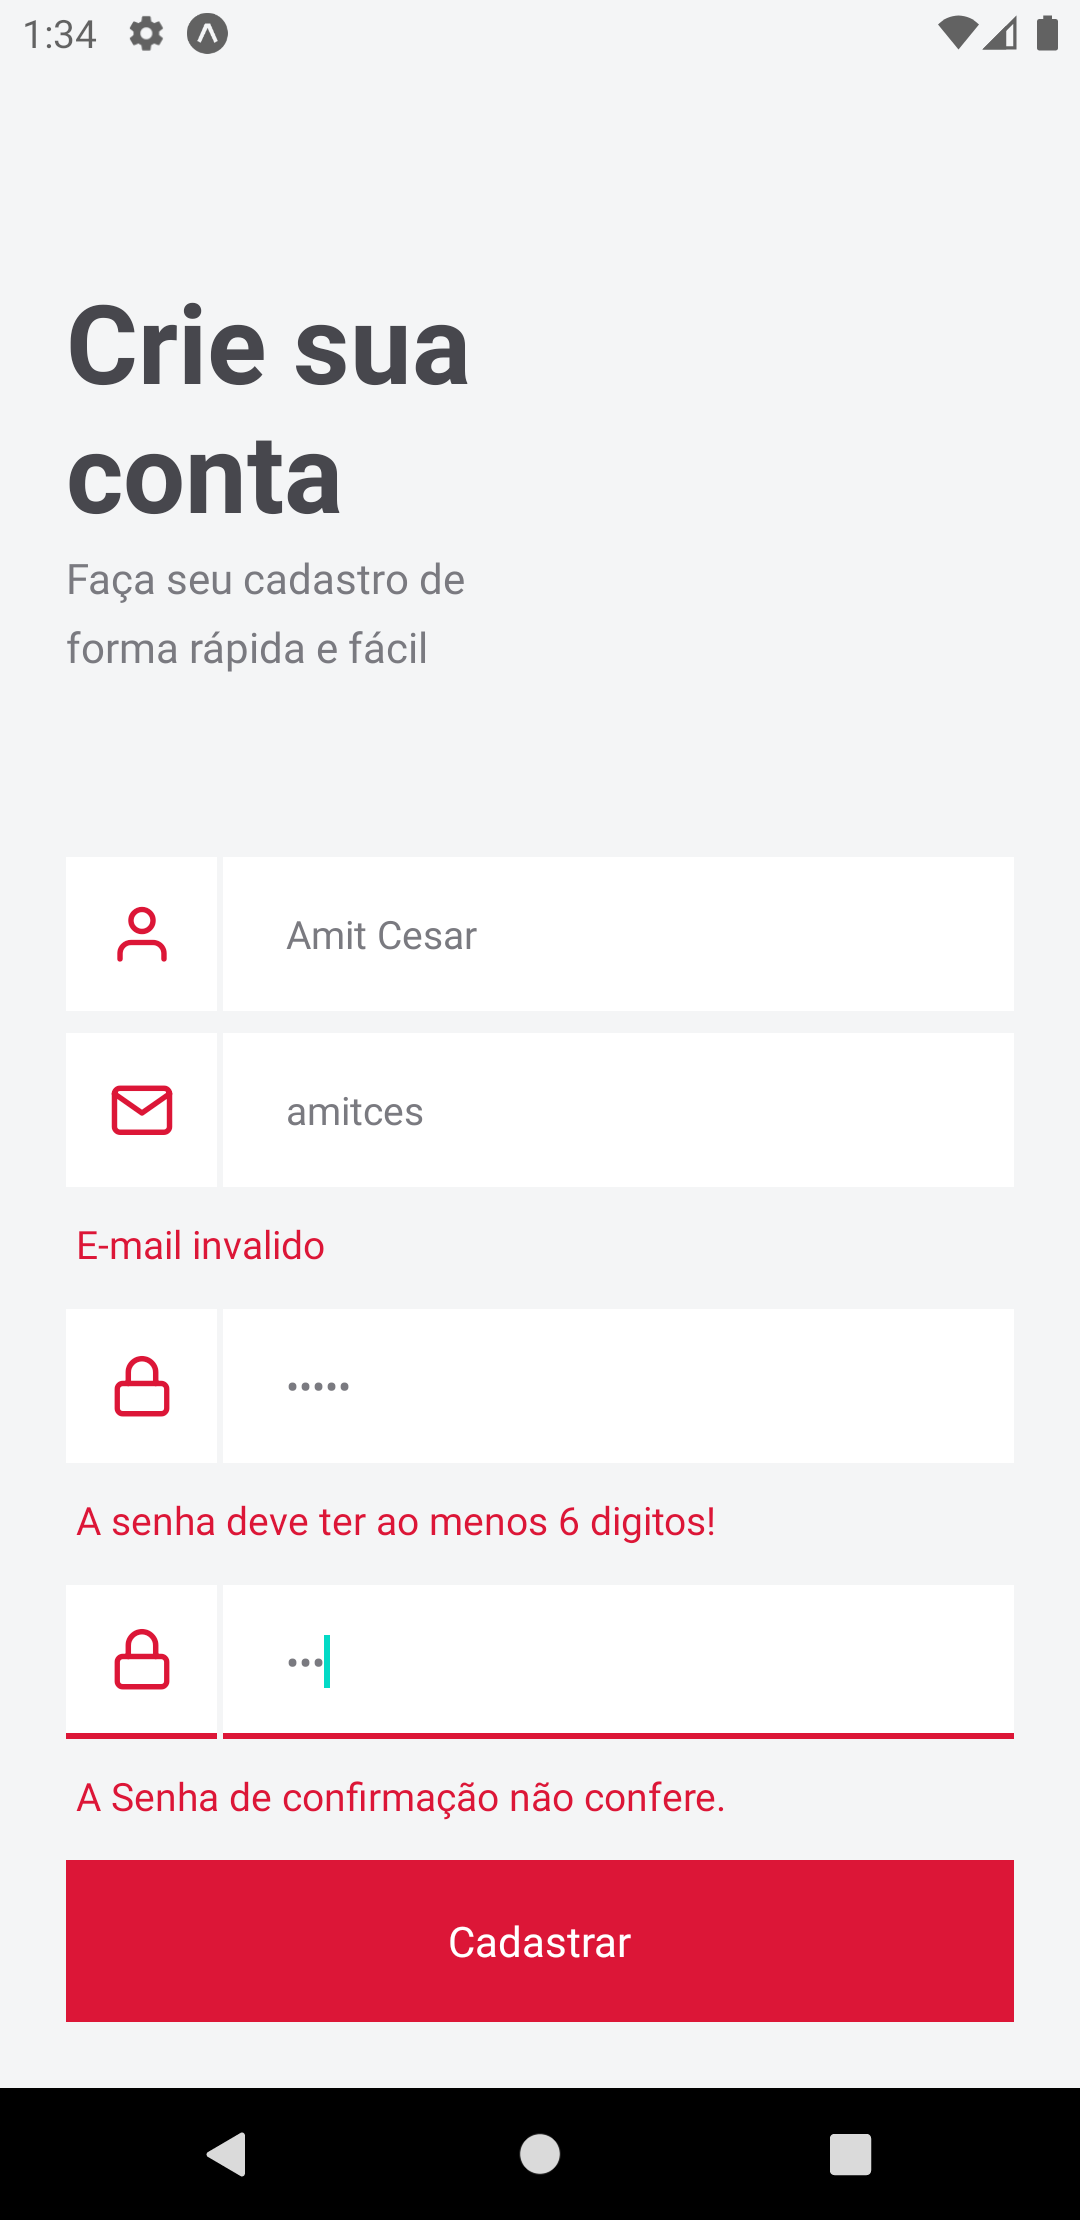 1:34
Crie sua
conta
Faça seu cadastro de
forma rápida e fácil
Amit Cesar
amitces
E-mail invalido
•••••
A senha deve ter ao menos 6 digitos!
•••
A Senha de confirmação não confere.
Cadastrar